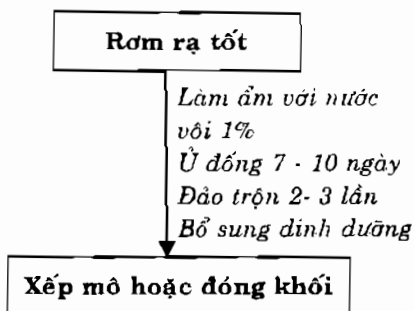 Rơm rạ tốt
Làm ẩm với nước
vôi 1%
Ủ đống 7 - 10 ngày
Đảo trộn 2- 3 lần
Bổ sung dinh dưỡng
Xếp mô hoặc đóng khối